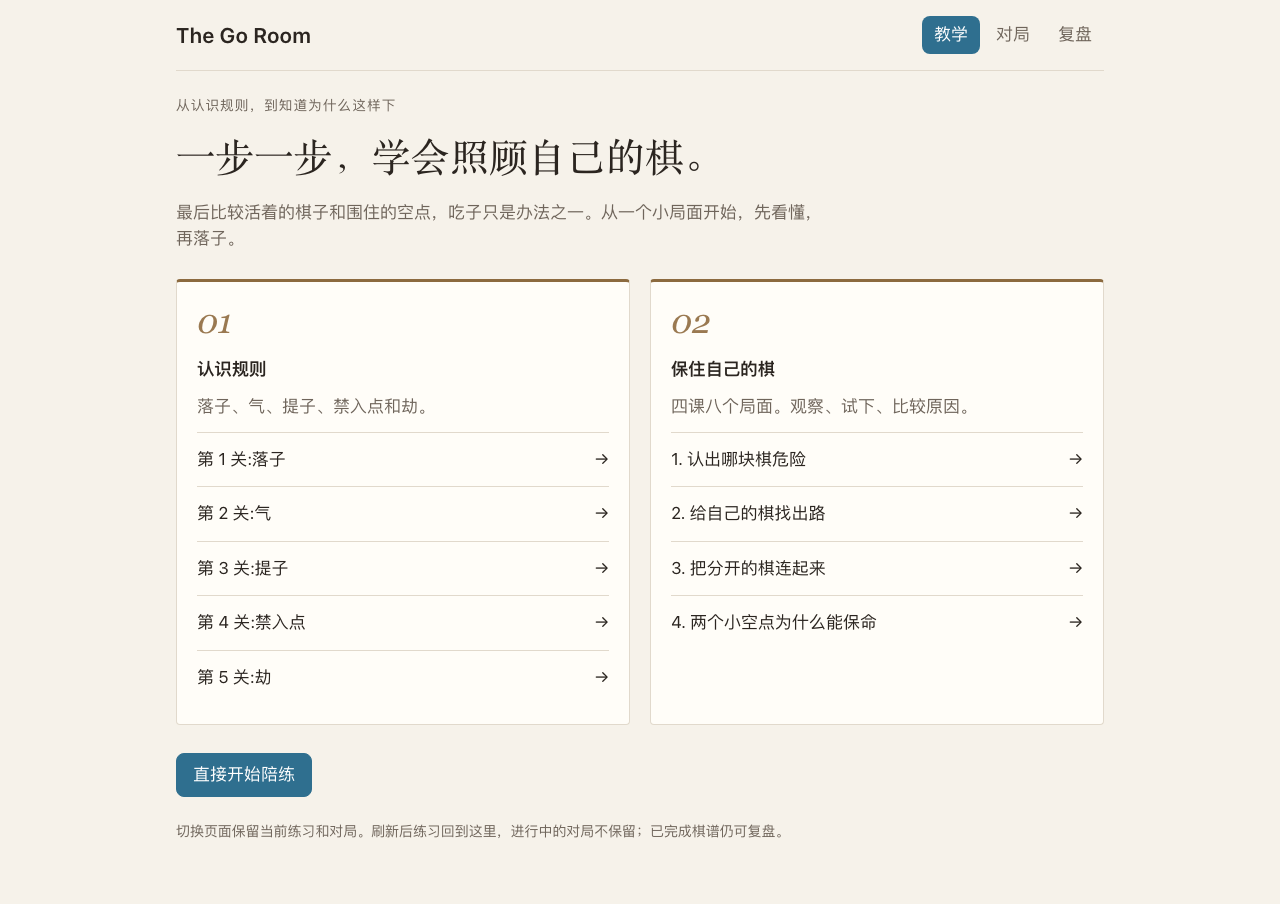 The Go Room
教学
对局
复盘
从认识规则，到知道为什么这样下
一步一步，学会照顾自己的棋。
最后比较活着的棋子和围住的空点，吃子只是办法之一。从一个小局面开始，先看懂，
再落子。
01
认识规则
落子、气、提子、禁入点和劫。
第 1 关:落子 →
第 2 关:气 →
第 3 关:提子 →
第 4 关:禁入点 →
第 5 关:劫 →
02
保住自己的棋
四课八个局面。观察、试下、比较原因。
1. 认出哪块棋危险 →
2. 给自己的棋找出路 →
3. 把分开的棋连起来 →
4. 两个小空点为什么能保命 →
直接开始陪练
切换页面保留当前练习和对局。刷新后练习回到这里，进行中的对局不保留；已完成棋谱仍可复盘。